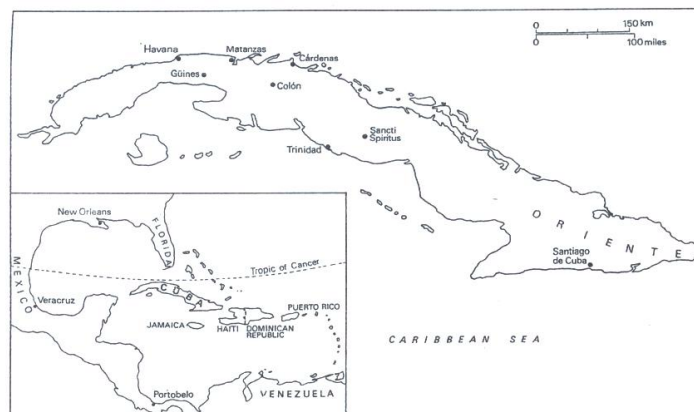 0 150 km
0 100 miles
Havana
Matanzas
Cárdenas
Güines
Colón
Sancti
Spiritus
Trinidad
ORIENTE
Santiago
de Cuba
CARIBBEAN SEA
New Orleans
FLORIDA
Tropic of Cancer
MEXICO
CUBA
Veracruz
PUERTO RICO
JAMAICA
HAITI
DOMINICAN
REPUBLIC
Portobelo
VENEZUELA